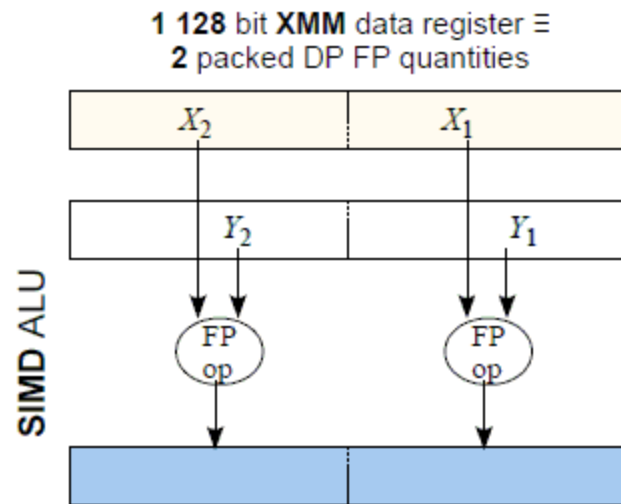 1 128 bit XMM data register ≡
2 packed DP FP quantities
X₂ X₁
Y₂ Y₁
SIMD ALU
FP op
FP op